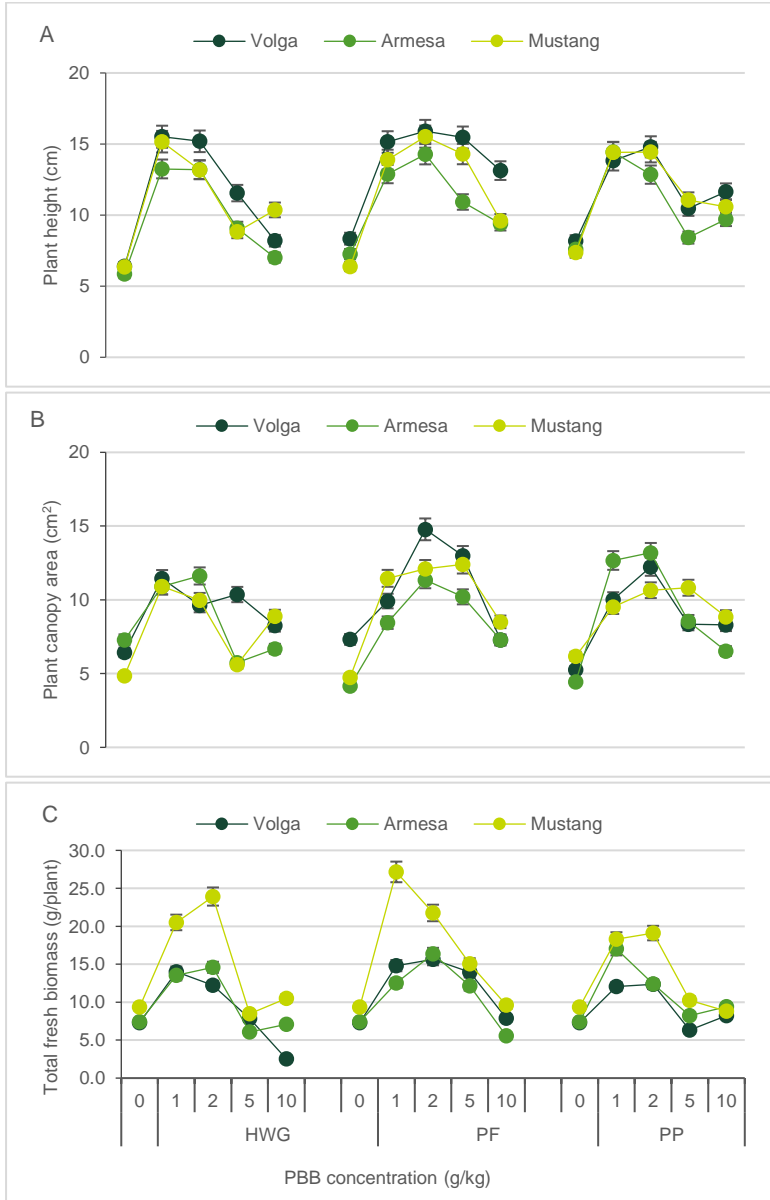 A
Volga Armesa Mustang
Plant height (cm)
20
15
10
5
0
B
Volga Armesa Mustang
Plant canopy area (cm²)
20
15
10
5
0
C
Volga Armesa Mustang
Total fresh biomass (g/plant)
30.0
25.0
20.0
15.0
10.0
5.0
0.0
0 1 2 5 10 0 1 2 5 10 0 1 2 5 10
HWG PF PP
PBB concentration (g/kg)